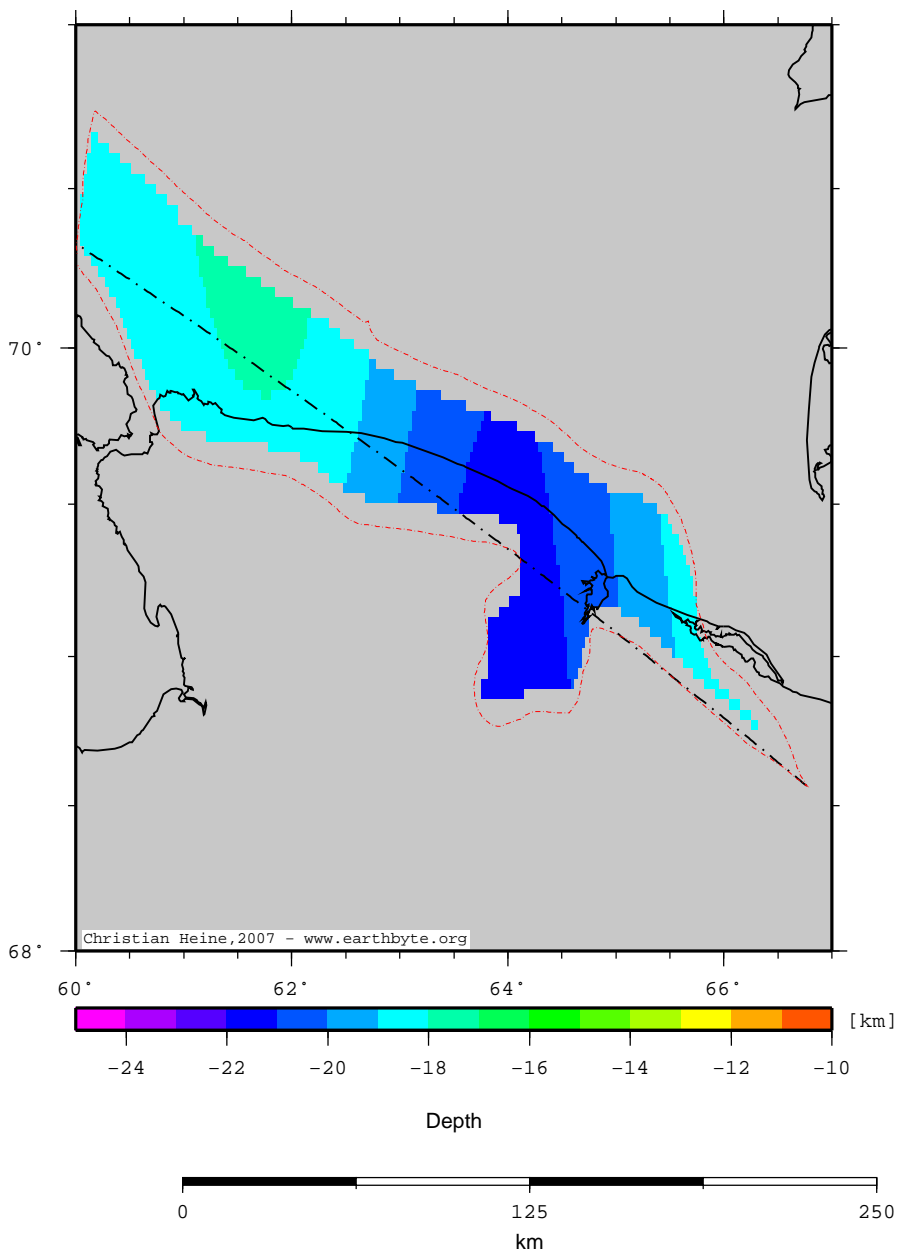 70°
Christian Heine,2007 - www.earthbyte.org
68°
60° 62° 64° 66°
[km]
−24 −22 −20 −18 −16 −14 −12 −10
Depth
0 125 250
km